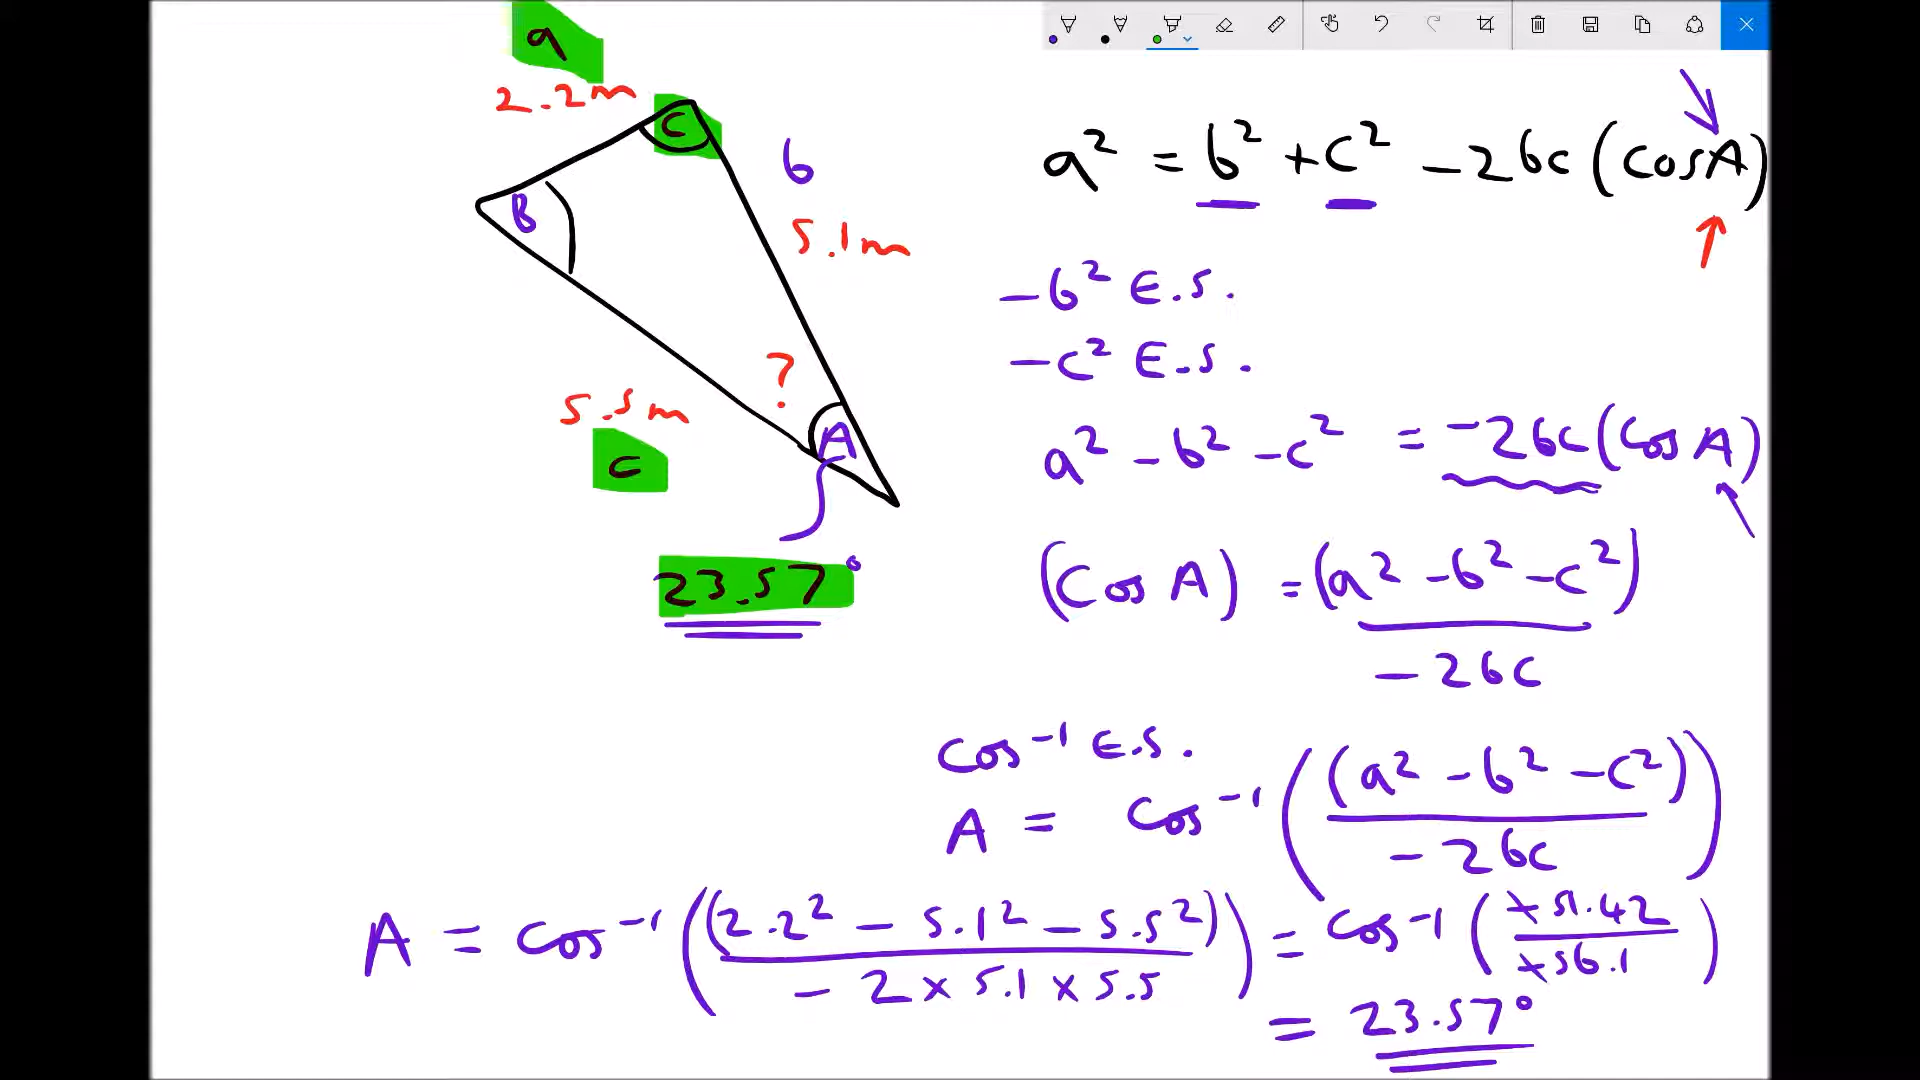 a
2.2m
C
b
B
5.1m
?
5.5m
A
c
23.57°
a² = b² + c² - 2bc (CosA)
-b² E.S.
-c² E.S.
a² - b² - c² = -2bc (Cos A)
(Cos A) = (a² - b² - c²) / -2bc
Cos⁻¹ E.S.
A = Cos⁻¹ ((a² - b² - c²) / -2bc)
A = Cos⁻¹ ((2.2² - 5.1² - 5.5²) / - 2 × 5.1 × 5.5) = Cos⁻¹ (+51.42 / +56.1)
= 23.57°